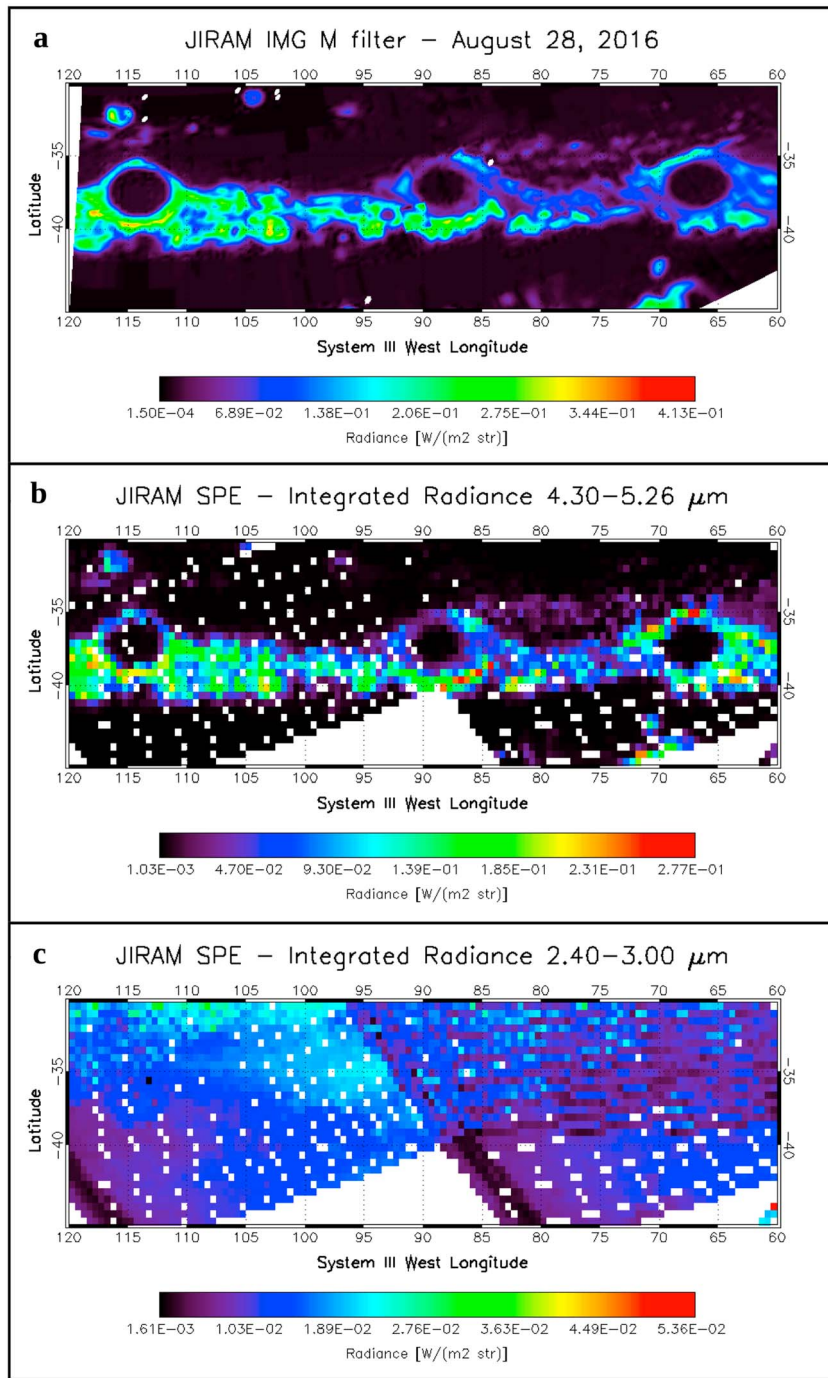 a JIRAM IMG M filter – August 28, 2016
120 115 110 105 100 95 90 85 80 75 70 65 60
Latitude
-35 -35
-40 -40
120 115 110 105 100 95 90 85 80 75 70 65 60
System III West Longitude
1.50E-04 6.89E-02 1.38E-01 2.06E-01 2.75E-01 3.44E-01 4.13E-01
Radiance [W/(m2 str)]
b JIRAM SPE – Integrated Radiance 4.30–5.26 μm
120 115 110 105 100 95 90 85 80 75 70 65 60
Latitude
-35 -35
-40 -40
120 115 110 105 100 95 90 85 80 75 70 65 60
System III West Longitude
1.03E-03 4.70E-02 9.30E-02 1.39E-01 1.85E-01 2.31E-01 2.77E-01
Radiance [W/(m2 str)]
c JIRAM SPE – Integrated Radiance 2.40–3.00 μm
120 115 110 105 100 95 90 85 80 75 70 65 60
Latitude
-35 -35
-40 -40
120 115 110 105 100 95 90 85 80 75 70 65 60
System III West Longitude
1.61E-03 1.03E-02 1.89E-02 2.76E-02 3.63E-02 4.49E-02 5.36E-02
Radiance [W/(m2 str)]